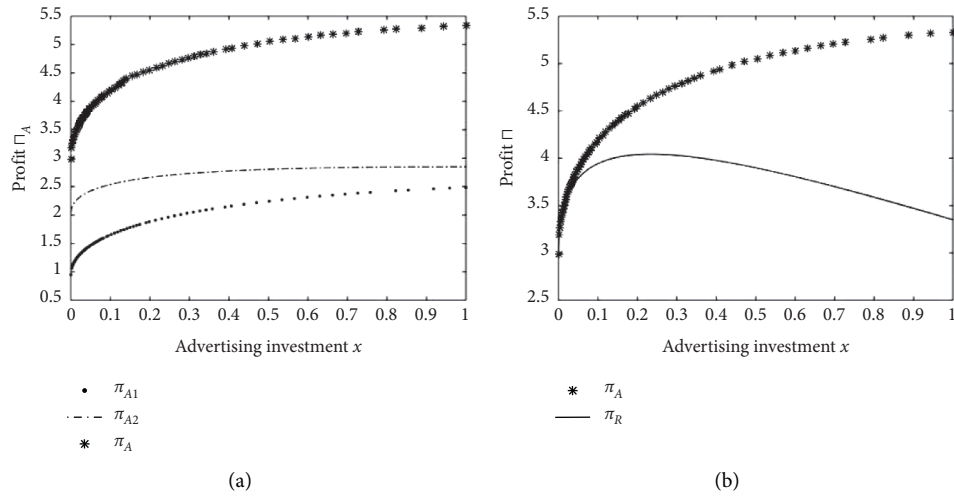 5.5
5
4.5
4
3.5
3
2.5
2
1.5
1
0.5
Profit ⊓_A
0 0.1 0.2 0.3 0.4 0.5 0.6 0.7 0.8 0.9 1
Advertising investment x
π_{A1}
π_{A2}
π_A
(a)
5.5
5
4.5
4
3.5
3
2.5
Profit ⊓
0 0.1 0.2 0.3 0.4 0.5 0.6 0.7 0.8 0.9 1
Advertising investment x
π_A
π_R
(b)